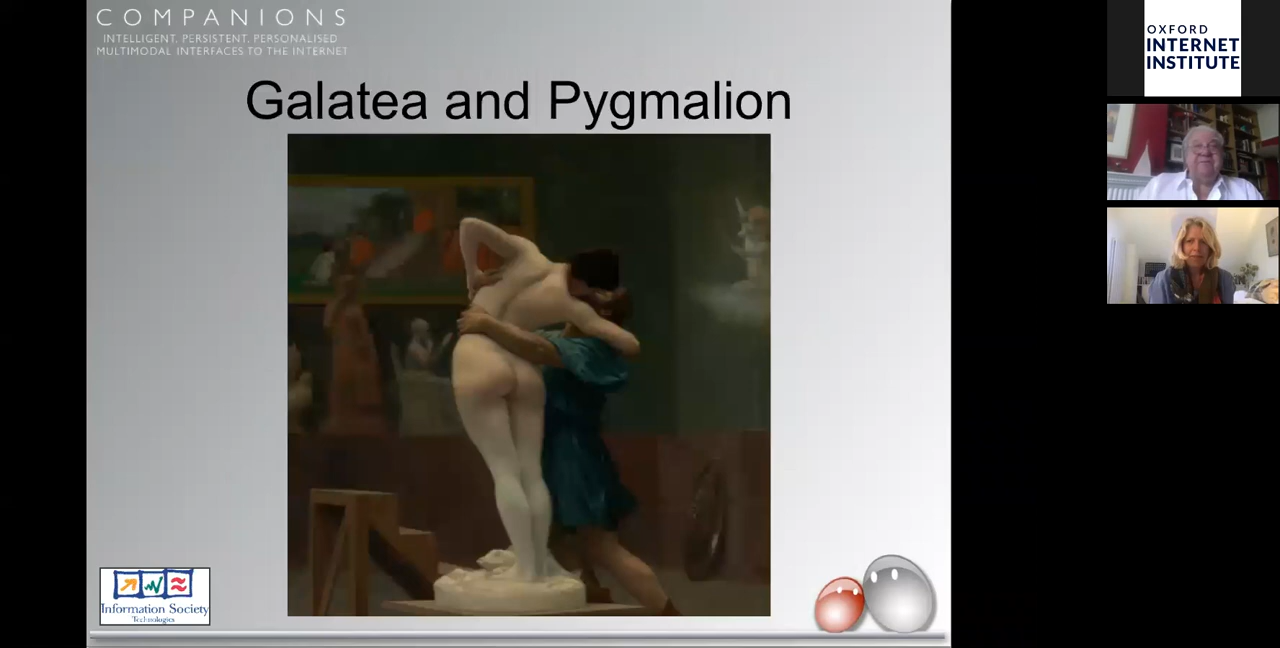 COMPANIONS
INTELLIGENT, PERSISTENT, PERSONALISED
MULTIMODAL INTERFACES TO THE INTERNET
Galatea and Pygmalion
Information Society
Technologies
OXFORD
INTERNET
INSTITUTE